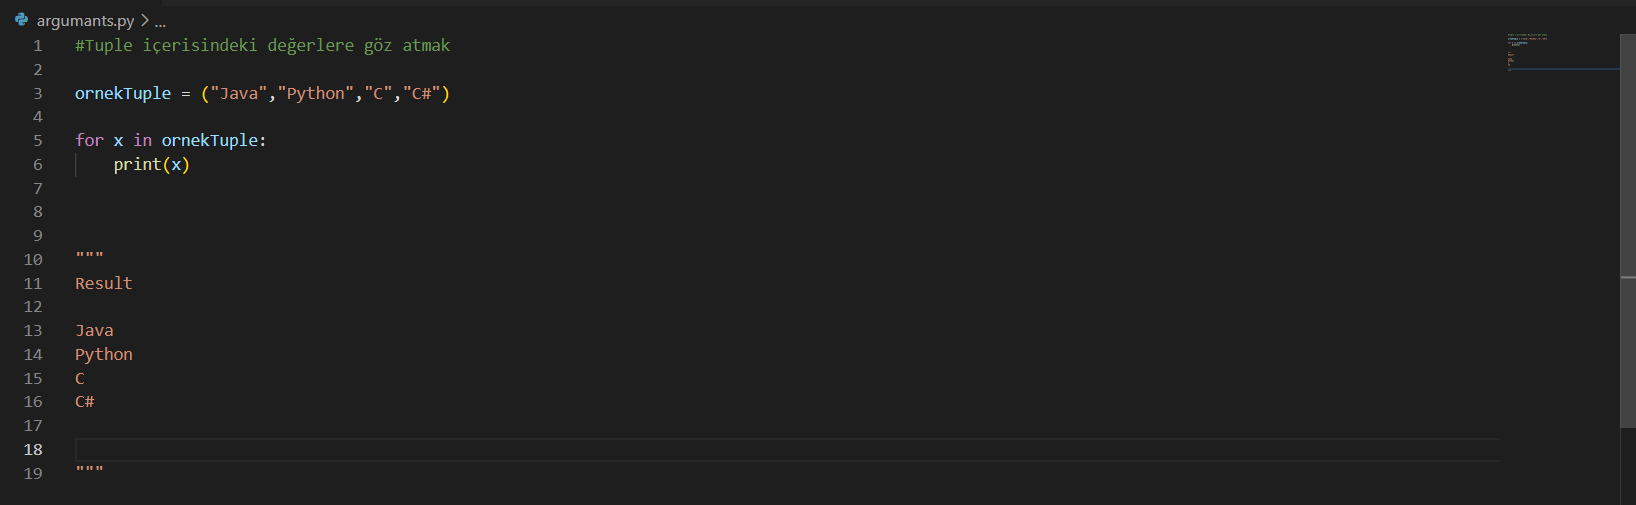 argumants.py > ...
1 #Tuple içerisindeki değerlere göz atmak
2
3 ornekTuple = ("Java","Python","C","C#")
4
5 for x in ornekTuple:
6     print(x)
7
8
9
10 """
11 Result
12
13 Java
14 Python
15 C
16 C#
17
18
19 """